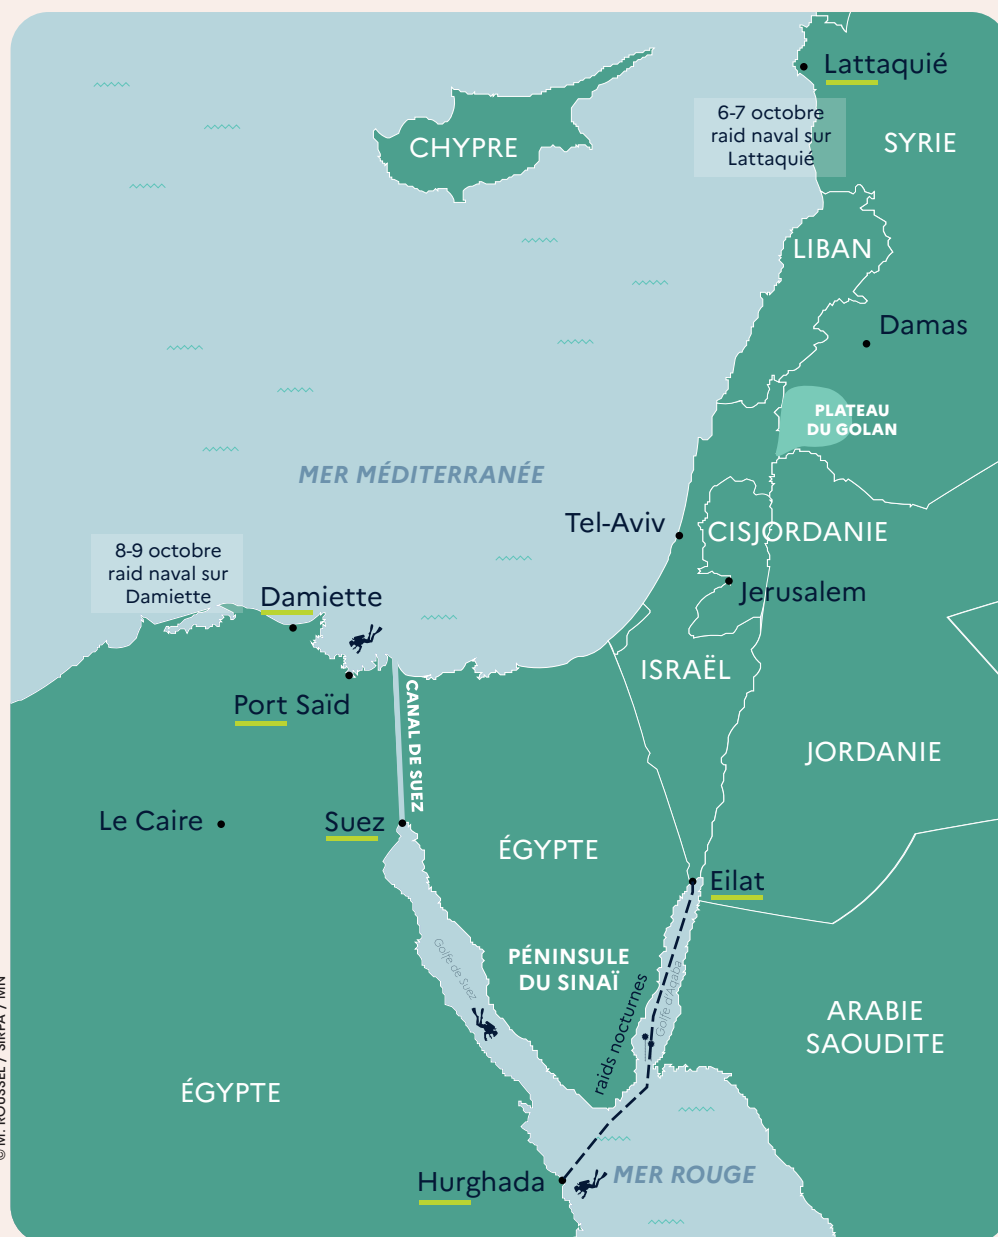 Lattaquié
6-7 octobre
raid naval sur
Lattaquié
SYRIE
CHYPRE
LIBAN
Damas
PLATEAU
DU GOLAN
MER MÉDITERRANÉE
Tel-Aviv
CISJORDANIE
8-9 octobre
raid naval sur
Damiette
Damiette
Jerusalem
ISRAËL
Port Saïd
CANAL DE SUEZ
JORDANIE
Le Caire
Suez
ÉGYPTE
Eilat
PÉNINSULE
DU SINAÏ
Golfe de Suez
raids nocturnes
Golfe d'Aqaba
ARABIE
SAOUDITE
ÉGYPTE
Hurghada
MER ROUGE
© M. ROUSSEL / SIRPA / MN